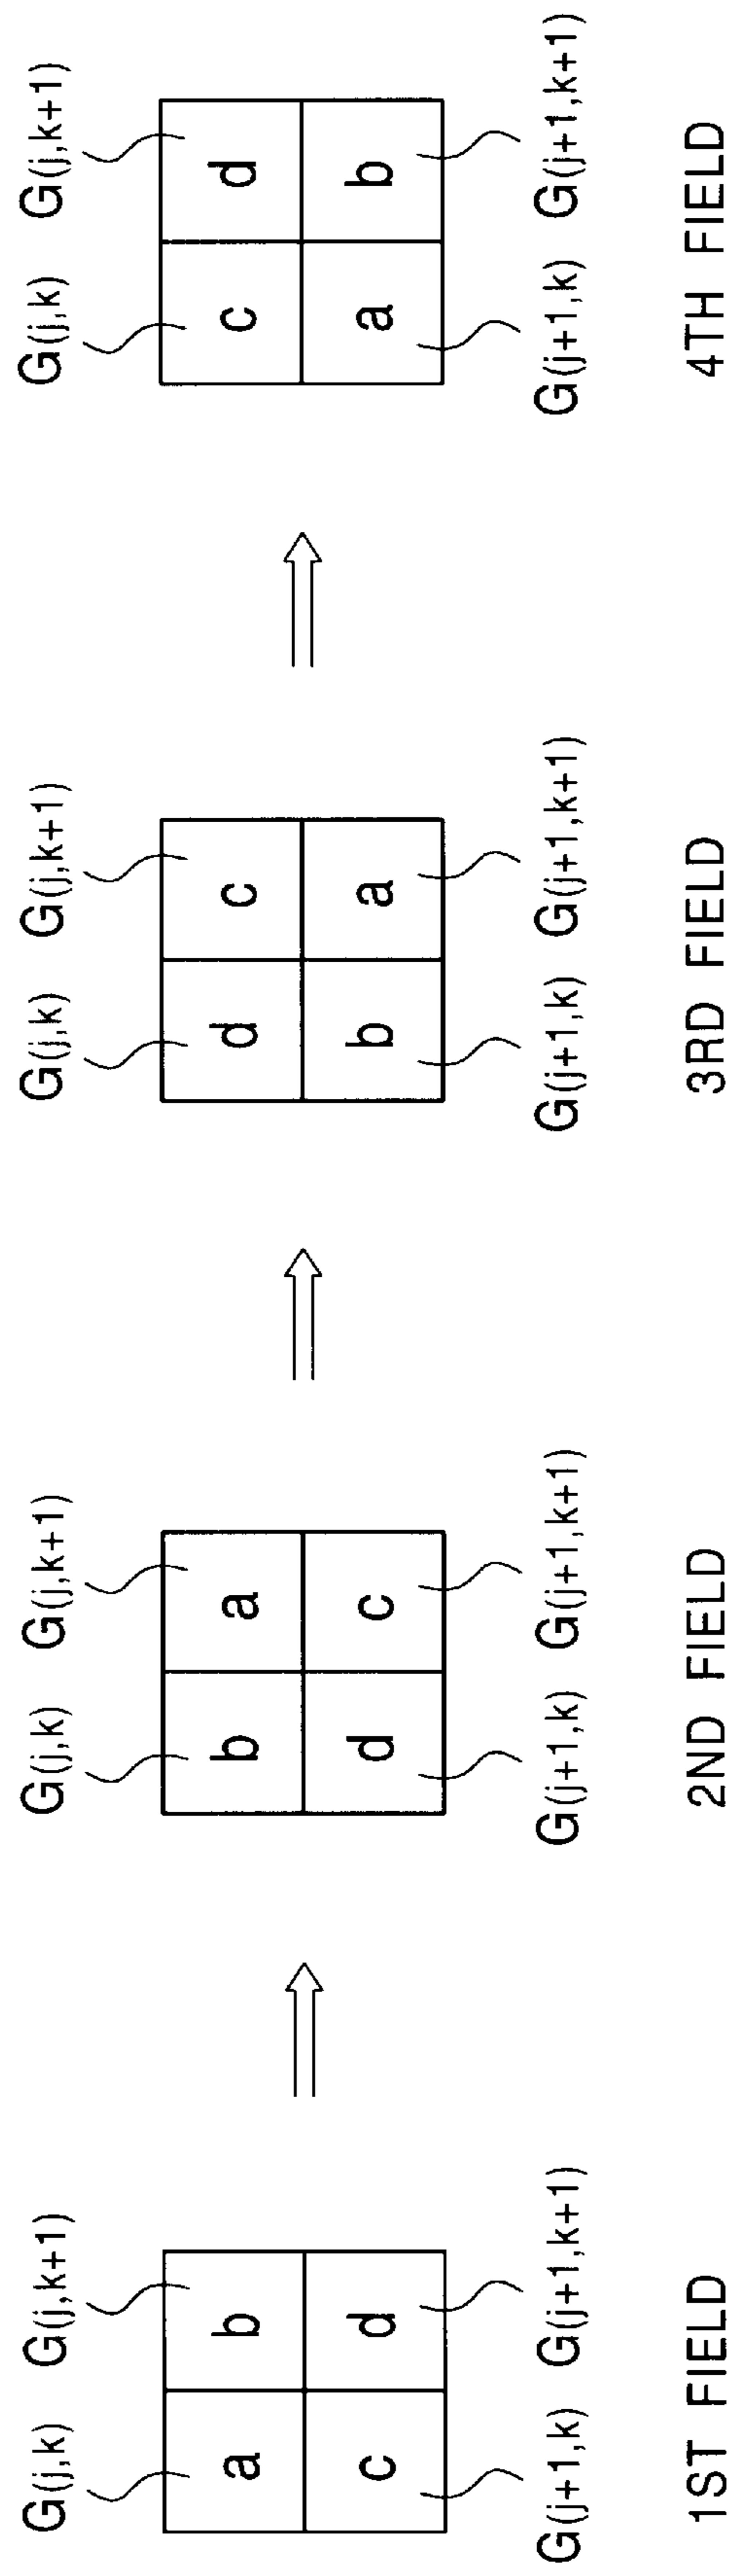 G(j,k) G(j,k+1)
a b
c d
G(j+1,k) G(j+1,k+1)
1ST FIELD
G(j,k) G(j,k+1)
b a
d c
G(j+1,k) G(j+1,k+1)
2ND FIELD
G(j,k) G(j,k+1)
d c
b a
G(j+1,k) G(j+1,k+1)
3RD FIELD
G(j,k) G(j,k+1)
c d
a b
G(j+1,k) G(j+1,k+1)
4TH FIELD